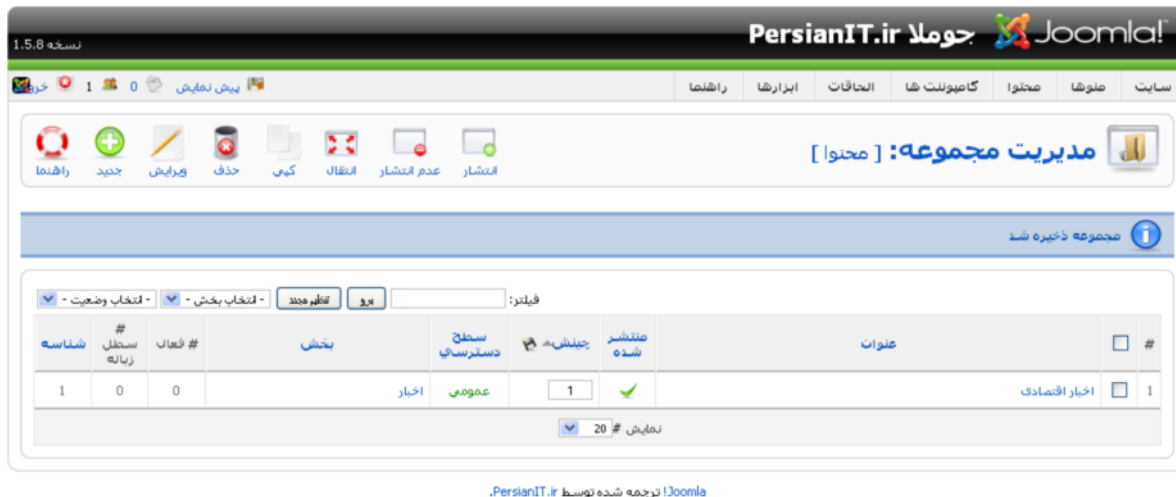 Joomla!® جوملا PersianIT.ir
نسخه 1.5.8
سایت منوها محتوا کامپوننت ها الحاقات ابزارها راهنما
پیش نمایش 0 1
مدیریت مجموعه: [ محتوا ]
انتشار عدم انتشار انتقال کپی حذف ویرایش جدید راهنما
مجموعه ذخیره شد
فیلتر: برو تنظیم مجدد - انتخاب بخش - - انتخاب وضعیت -
# عنوان منتشر شده چینش سطح دسترسي بخش # فعال # سطل زباله شناسه
1 اخبار اقتصادی 1 عمومی اخبار 0 0 1
نمایش # 20
Joomla! ترجمه شده توسط PersianIT.ir.